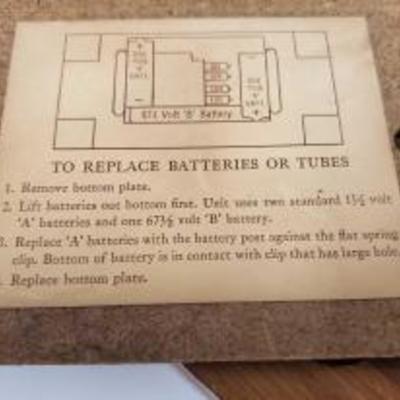 67½ Volt 'B' Battery
TO REPLACE BATTERIES OR TUBES
1. Remove bottom plate.
2. Lift batteries out bottom first. Unit uses two standard 1½ volt
'A' batteries and one 67½ volt 'B' battery.
3. Replace 'A' batteries with the battery post against the flat spring
clip. Bottom of battery is in contact with clip that has large hole.
Replace bottom plate.